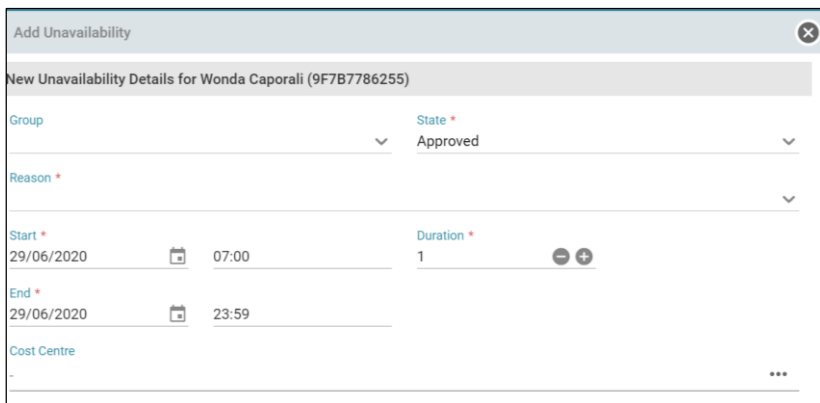 Add Unavailability
New Unavailability Details for Wonda Caporali (9F7B7786255)
Group
State *
Approved
Reason *
Start *
Duration *
29/06/2020 07:00
1
End *
29/06/2020 23:59
Cost Centre
-